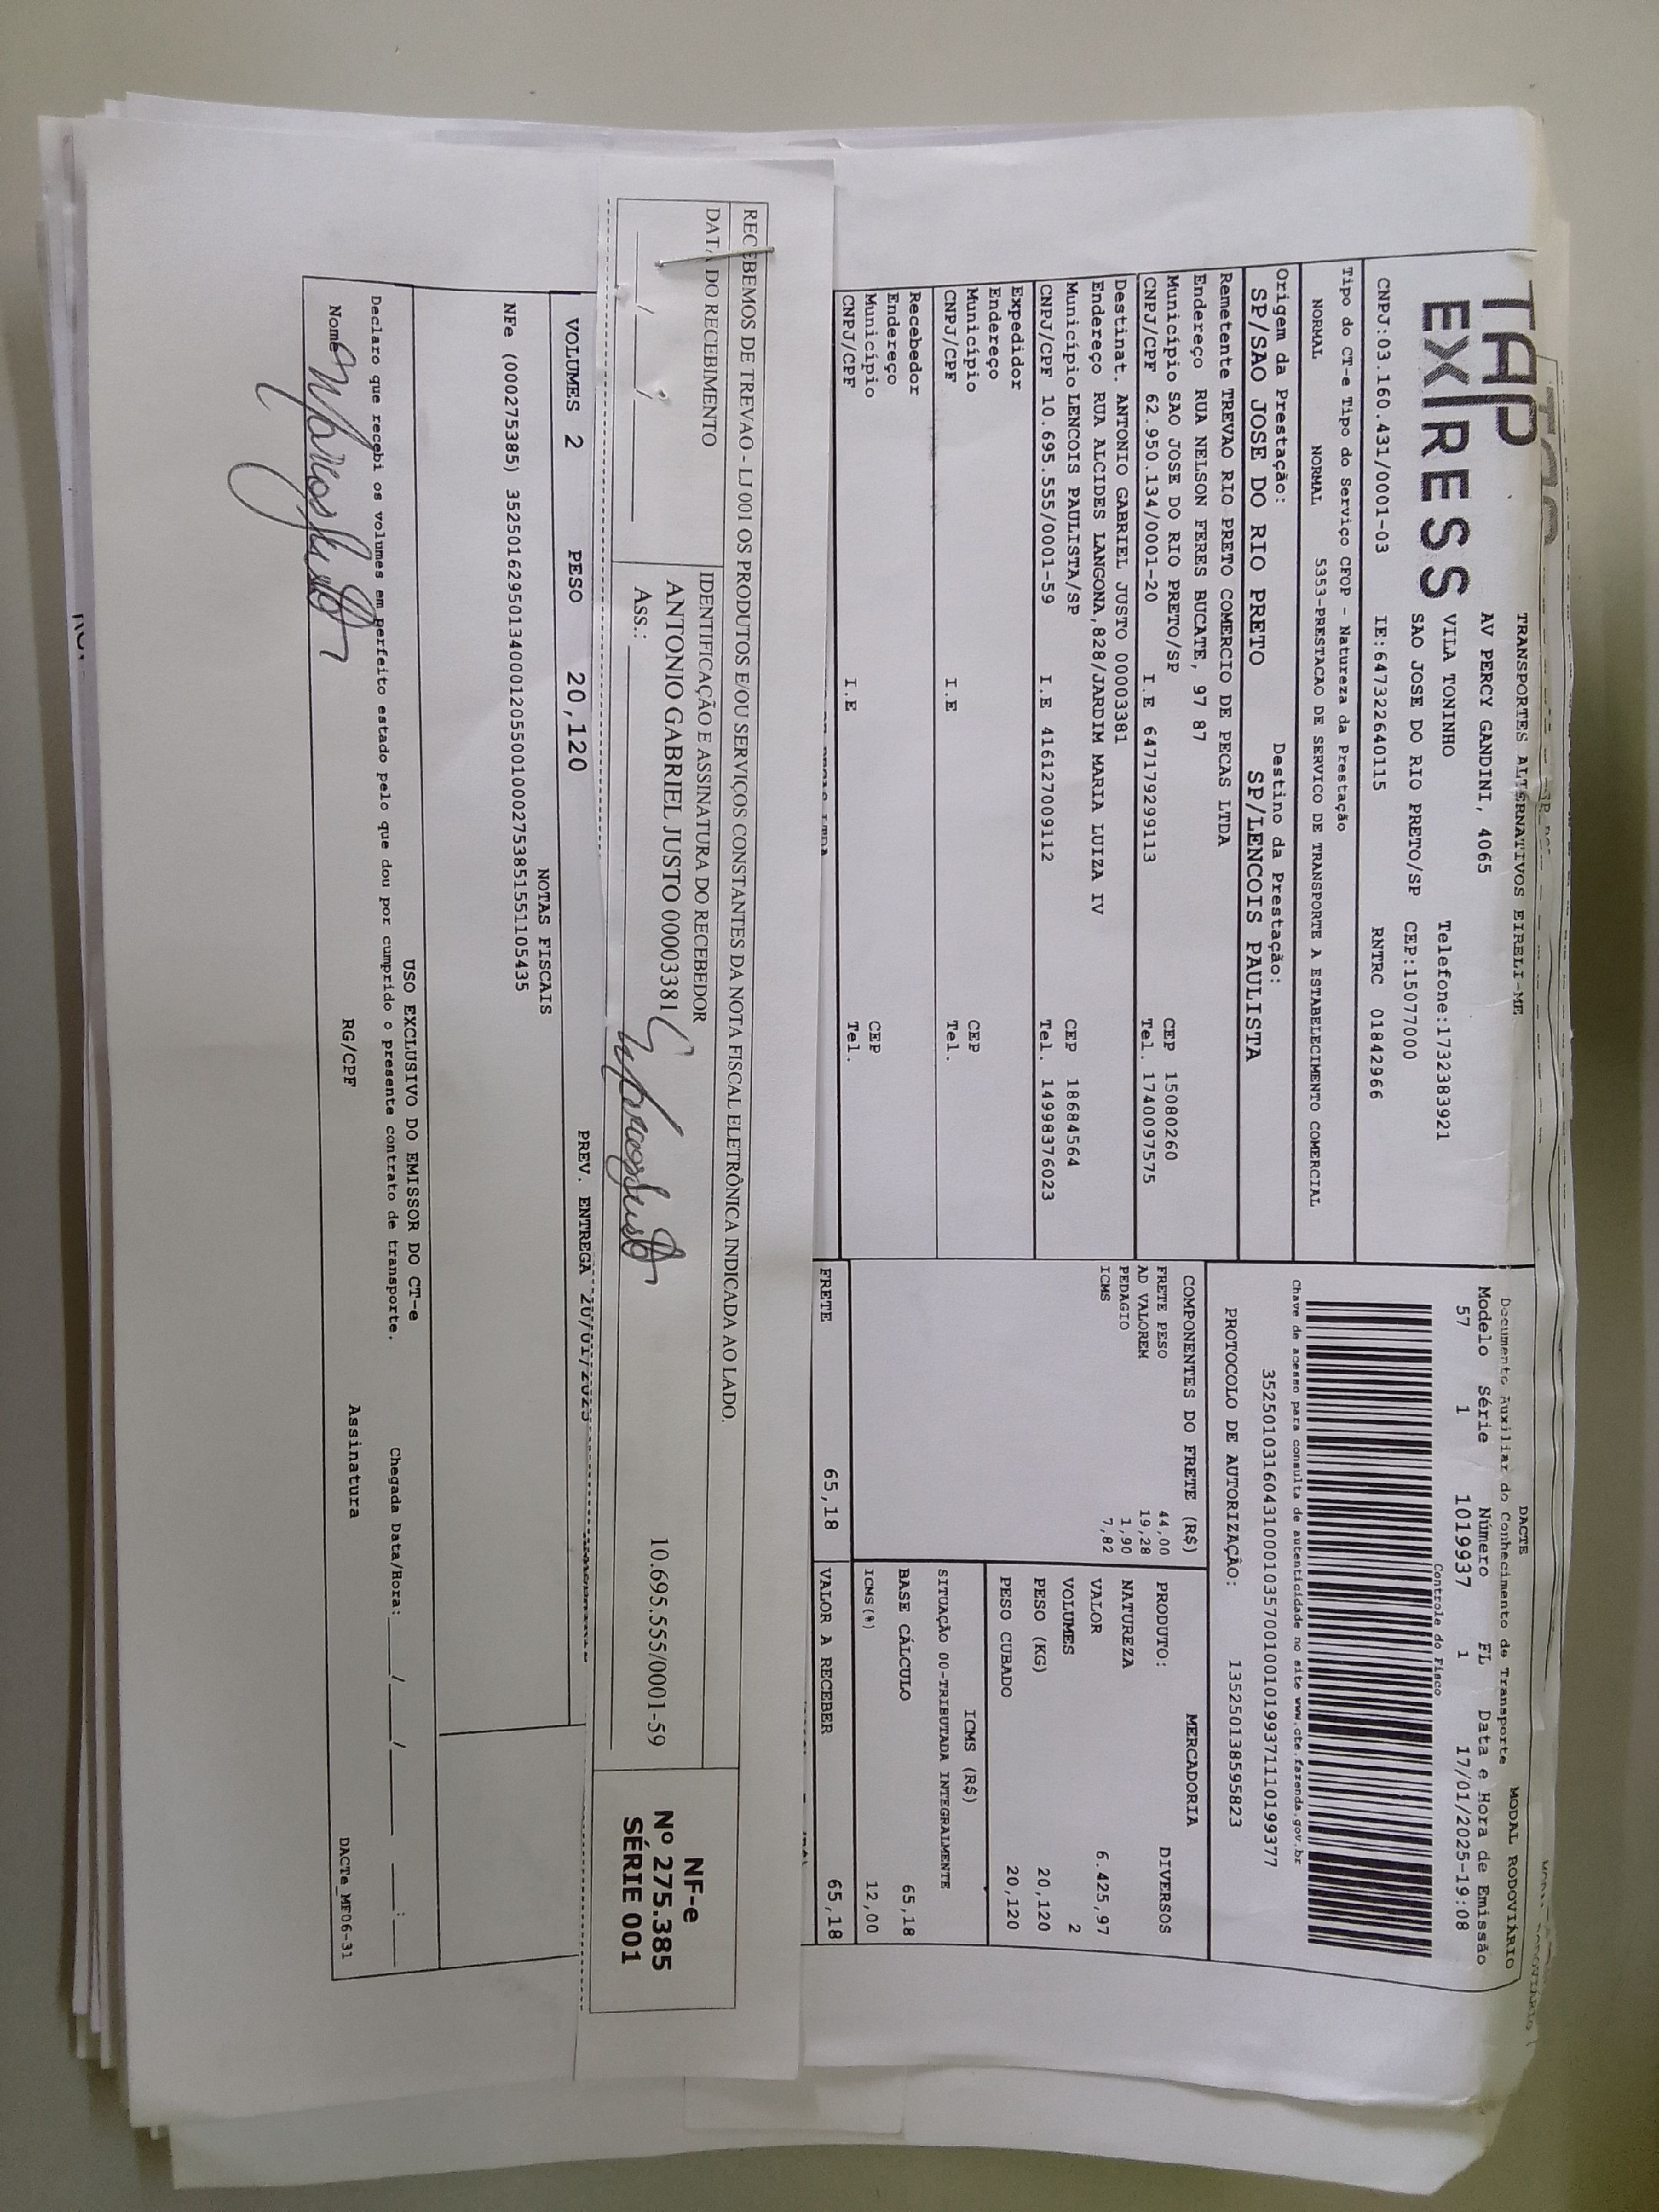 TAP
EXPRESS
TRANSPORTES ALTERNATIVOS EIRELI-ME
AV PERCY GANDINI, 4065
VILA TONINHO Telefone:1732383921
SAO JOSE DO RIO PRETO/SP CEP:15077000
CNPJ:03.160.431/0001-03 IE:647322640115 RNTRC 01842966
Tipo do CT-e Tipo do Serviço CFOP - Natureza da Prestação
NORMAL NORMAL 5353-PRESTACAO DE SERVICO DE TRANSPORTE A ESTABELECIMENTO COMERCIAL
Origem da Prestação: Destino da Prestação:
SP/SAO JOSE DO RIO PRETO SP/LENCOIS PAULISTA
Remetente TREVAO RIO PRETO COMERCIO DE PECAS LTDA
Endereço RUA NELSON FERES BUCATE, 97 87
Município SAO JOSE DO RIO PRETO/SP CEP 15080260
CNPJ/CPF 62.950.134/0001-20 I.E 647179299113 Tel. 1740097575
Destinat. ANTONIO GABRIEL JUSTO 00003381
Endereço RUA ALCIDES LANGONA,828/JARDIM MARIA LUIZA IV
Município LENCOIS PAULISTA/SP CEP 18684564
CNPJ/CPF 10.695.555/0001-59 I.E 416127009112 Tel. 14998376023
Expedidor
Endereço
Município CEP
CNPJ/CPF I.E Tel.
Recebedor
Endereço
Município CEP
CNPJ/CPF I.E Tel.
DACTE MODAL RODOVIÁRIO
Documento Auxiliar do Conhecimento de Transporte
Modelo Série Número FL Data e Hora de Emissão
57 1 1019937 1 17/01/2025-19:08
Controle do Fisco
Chave de acesso para consulta de autenticidade no site www.cte.fazenda.gov.br
35250103160431000103570010010199371110199377
PROTOCOLO DE AUTORIZAÇÃO: 135250138595823
COMPONENTES DO FRETE (R$)
FRETE PESO 44,00
AD VALOREM 19,28
PEDAGIO 1,90
ICMS 7,82
MERCADORIA
PRODUTO: DIVERSOS
NATUREZA
VALOR 6.425,97
VOLUMES 2
PESO (KG) 20,120
PESO CUBADO 20,120
ICMS (R$)
SITUAÇÃO 00-TRIBUTADA INTEGRALMENTE
BASE CÁLCULO 65,18
ICMS(%) 12,00
FRETE 65,18 VALOR A RECEBER 65,18
RECEBEMOS DE TREVAO - LJ 001 OS PRODUTOS E/OU SERVIÇOS CONSTANTES DA NOTA FISCAL ELETRÔNICA INDICADA AO LADO.
DATA DO RECEBIMENTO IDENTIFICAÇÃO E ASSINATURA DO RECEBEDOR
ANTONIO GABRIEL JUSTO 00003381 10.695.555/0001-59
___/___/___ Ass.:
NF-e
Nº 275.385
SÉRIE 001
VOLUMES 2 PESO 20,120 PREV. ENTREGA 20/01/2025
NOTAS FISCAIS
NFe (000275385) 35250162950134000120550010002753851551105435
USO EXCLUSIVO DO EMISSOR DO CT-e
Declaro que recebi os volumes em perfeito estado pelo que dou por cumprido o presente contrato de transporte. Chegada Data/Hora: ___/___/___ __:__
Nome RG/CPF Assinatura
DACTe_MF06-31